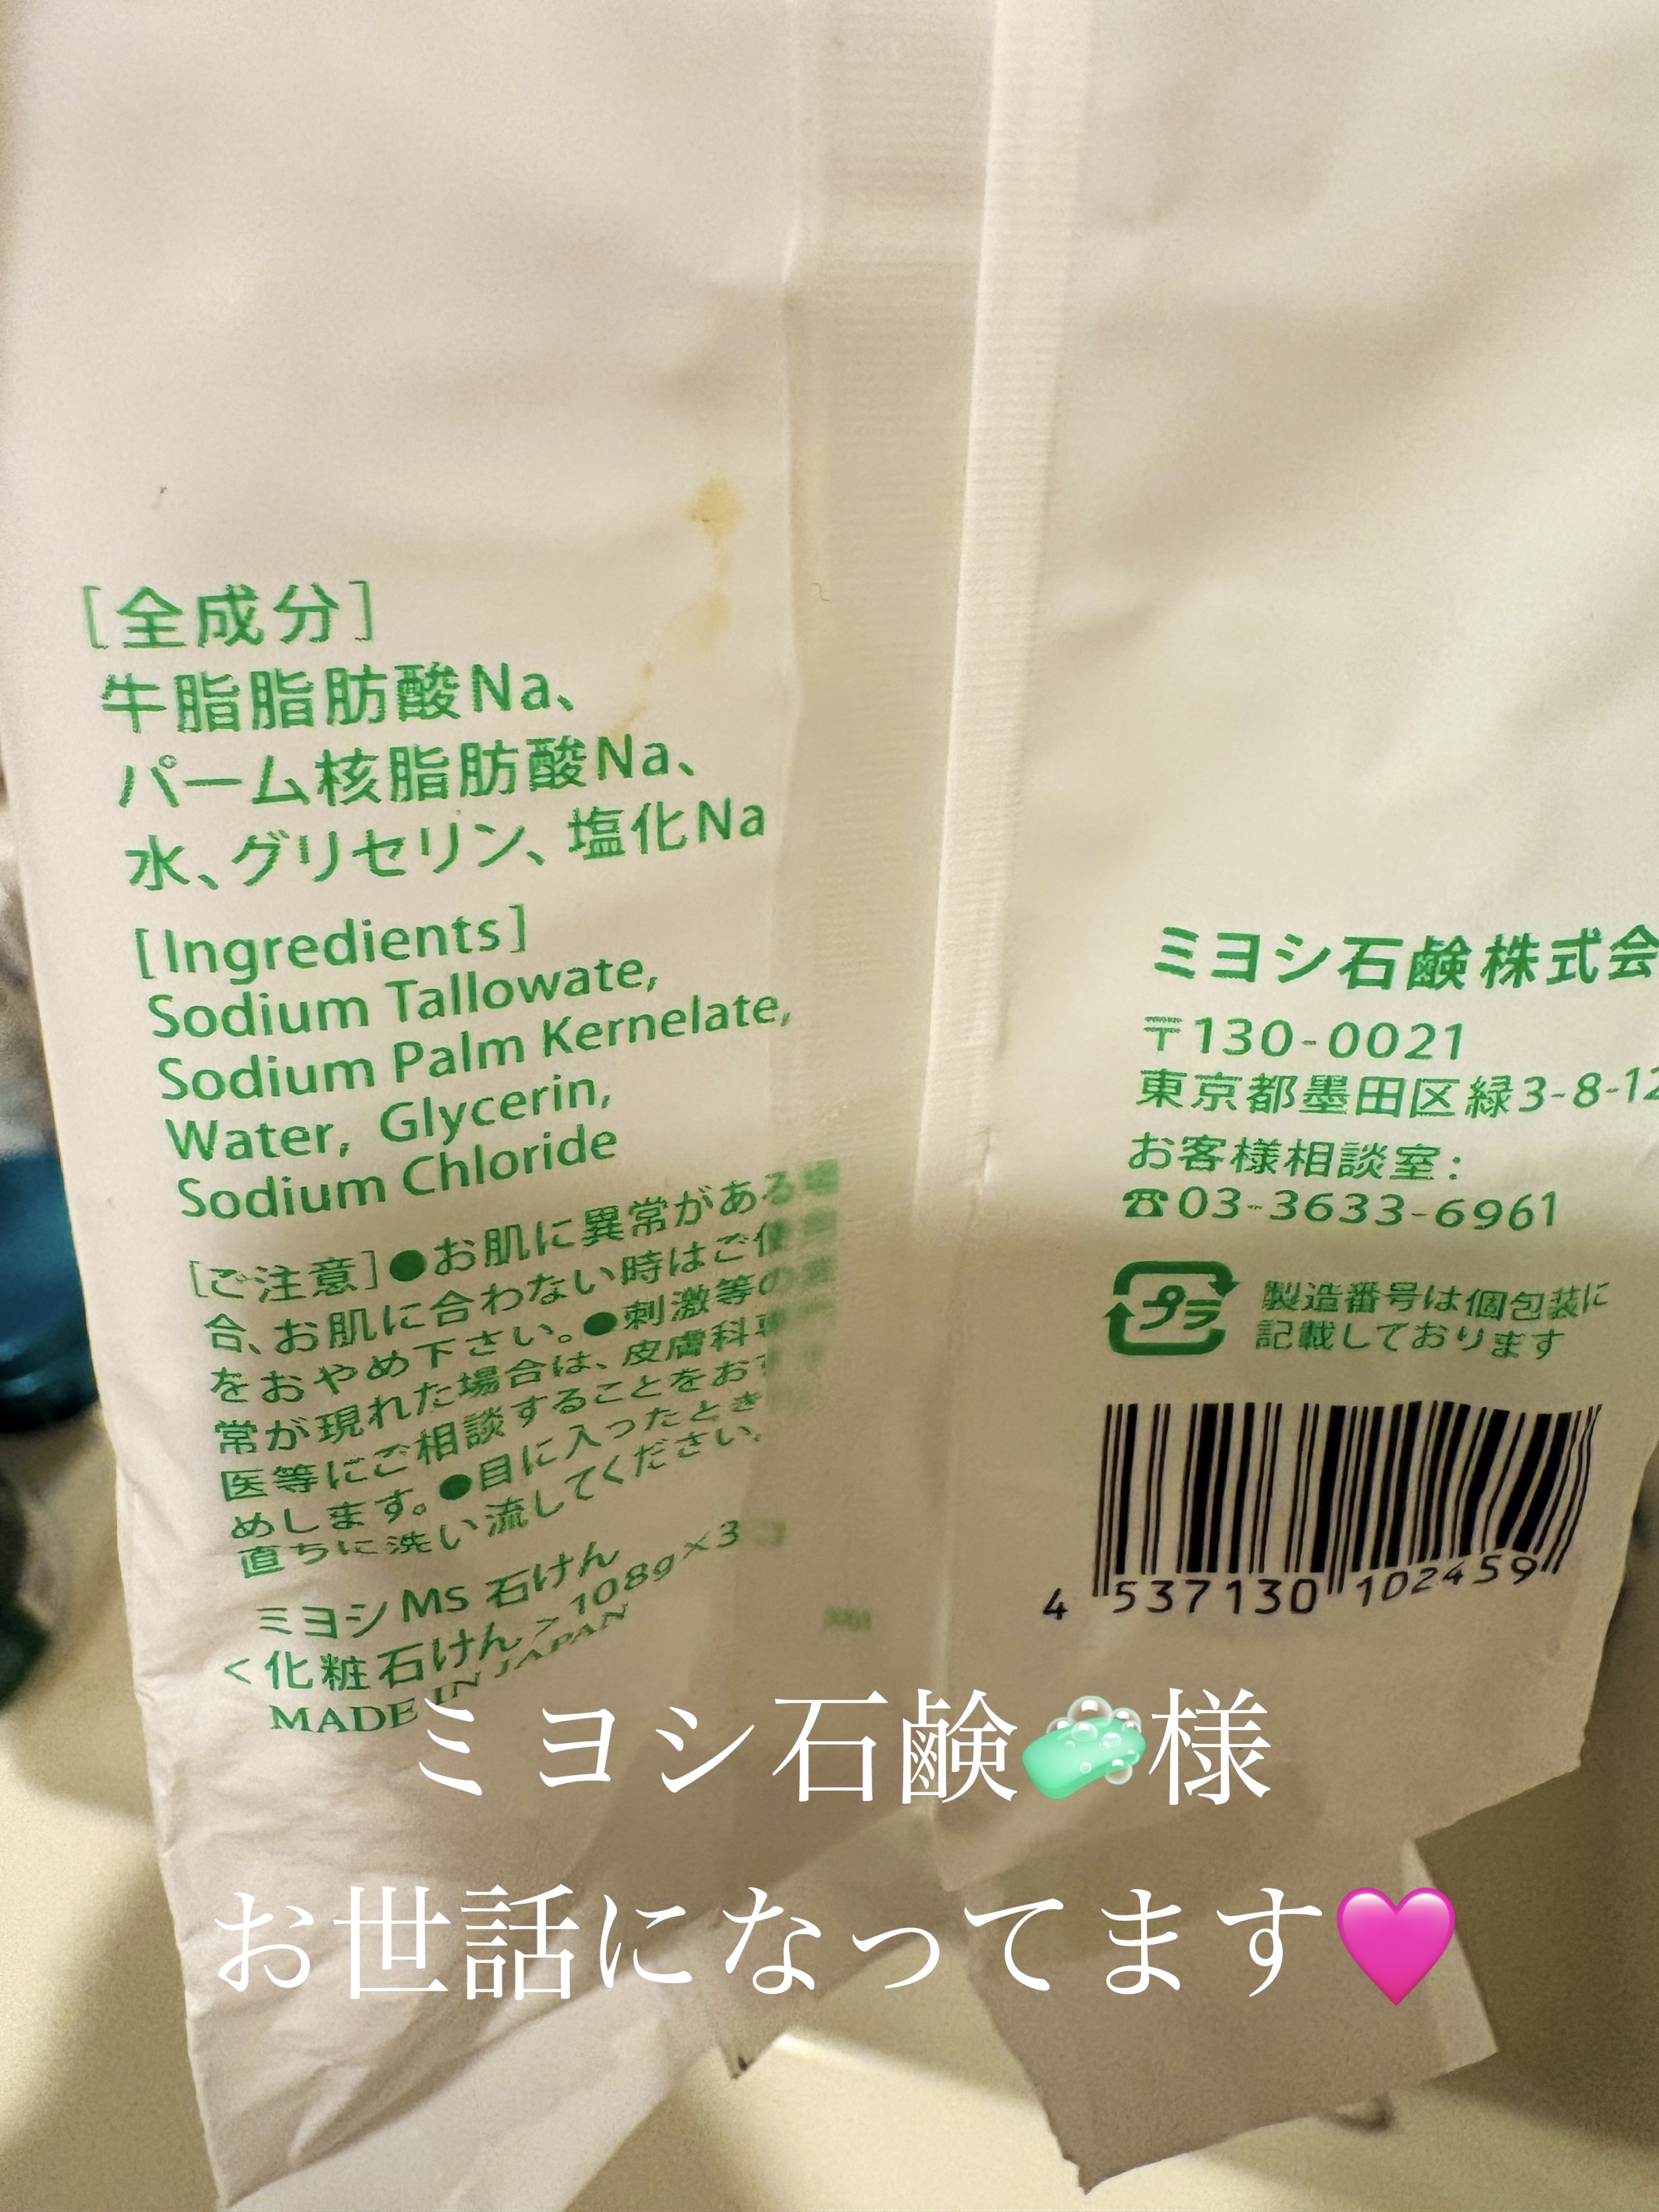 [全成分]
牛脂脂肪酸Na、
パーム核脂肪酸Na、
水、グリセリン、塩化Na
[Ingredients]
Sodium Tallowate,
Sodium Palm Kernelate,
Water, Glycerin,
Sodium Chloride
[ご注意]●お肌に異常がある場
合、お肌に合わない時はご使
をおやめ下さい。●刺激等の
常が現れた場合は、皮膚科専
医等にご相談することをおす
めします。●目に入ったとき
直ちに洗い流してください。
ミヨシMS 石けん
<化粧石けん> 108g×3
MADE IN JAPAN
ミヨシ石鹸株式会
〒130-0021
東京都墨田区緑3-8-12
お客様相談室:
☎03-3633-6961
プラ
製造番号は個包装に
記載しております
4 537130 102459
ミヨシ石鹸🧼様
お世話になってます🩷